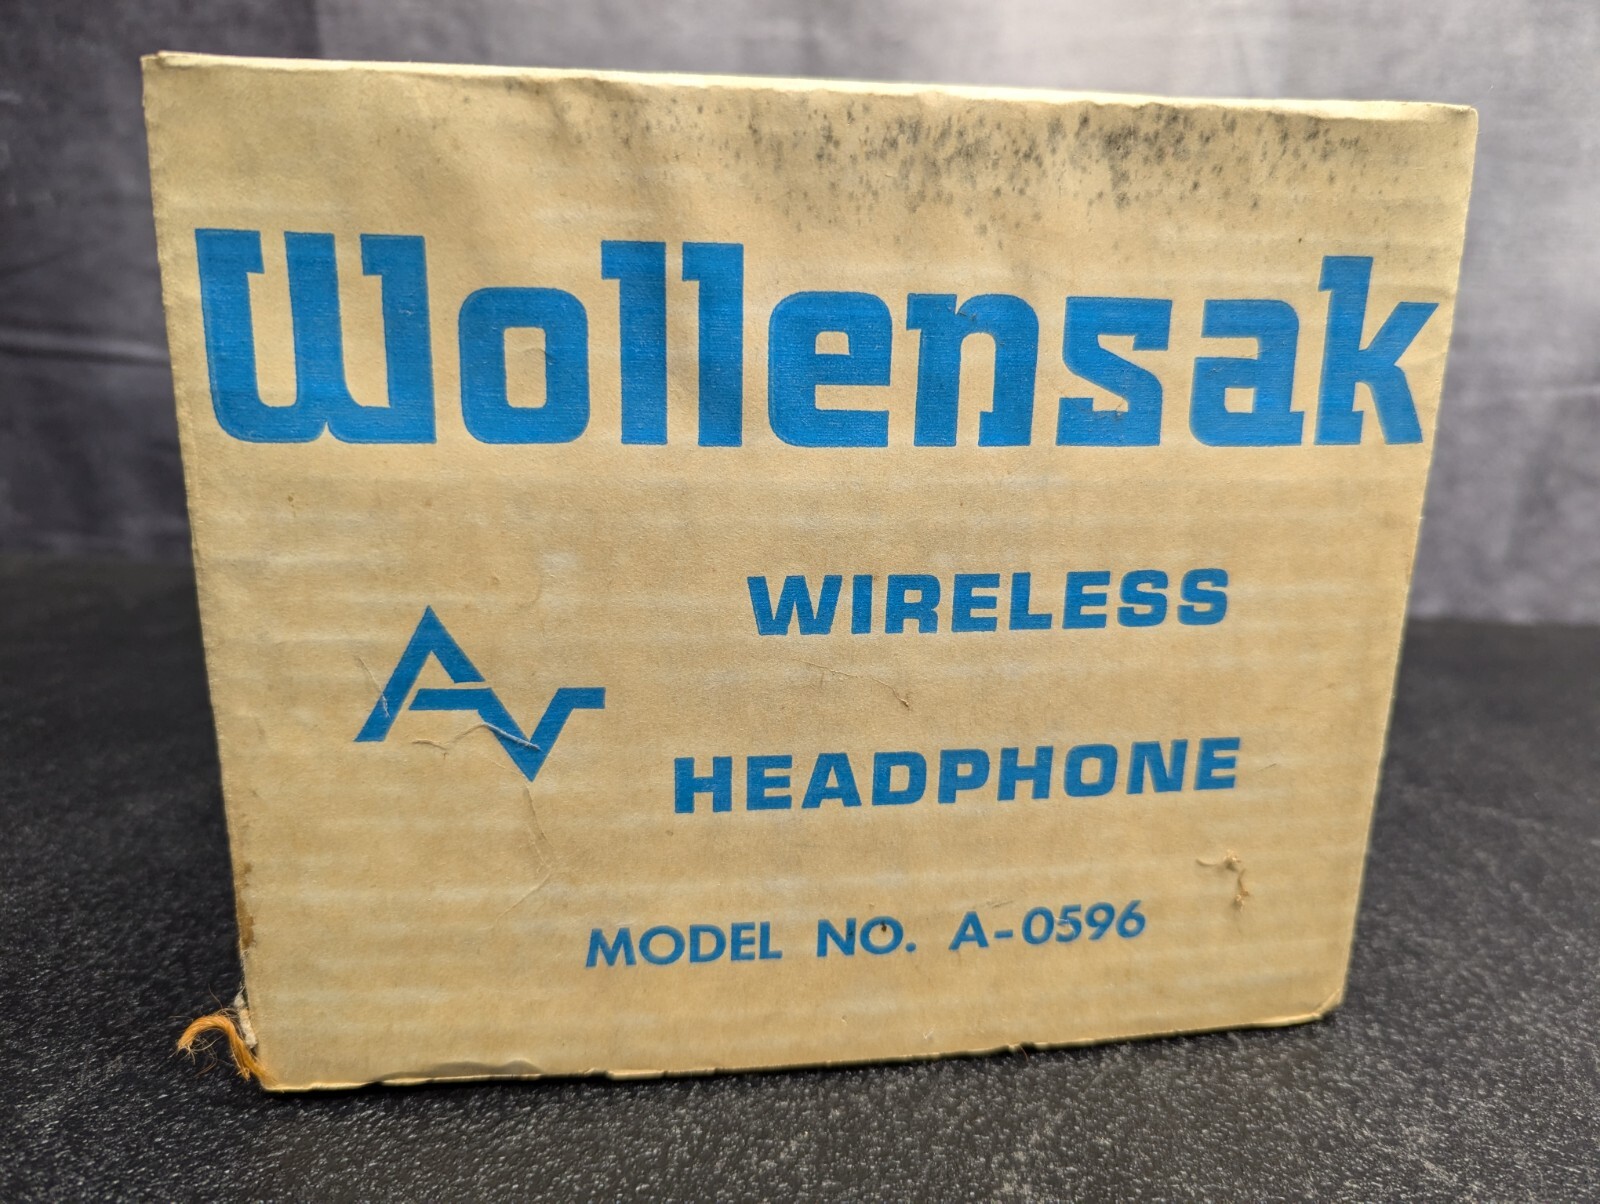 Wollensak
AV
WIRELESS
HEADPHONE
MODEL NO. A-0596